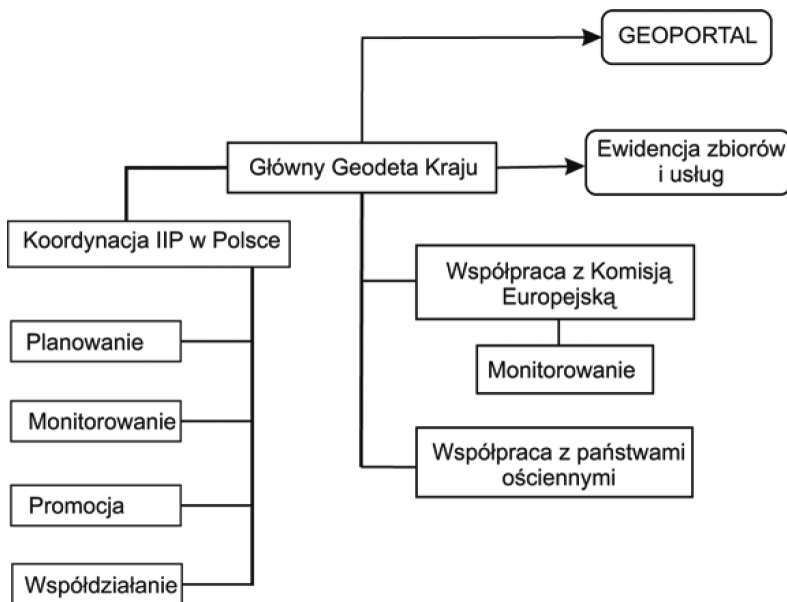 GEOPORTAL
Główny Geodeta Kraju
Ewidencja zbiorów
i usług
Koordynacja IIP w Polsce
Współpraca z Komisją
Europejską
Planowanie
Monitorowanie
Monitorowanie
Współpraca z państwami
ościennymi
Promocja
Współdziałanie